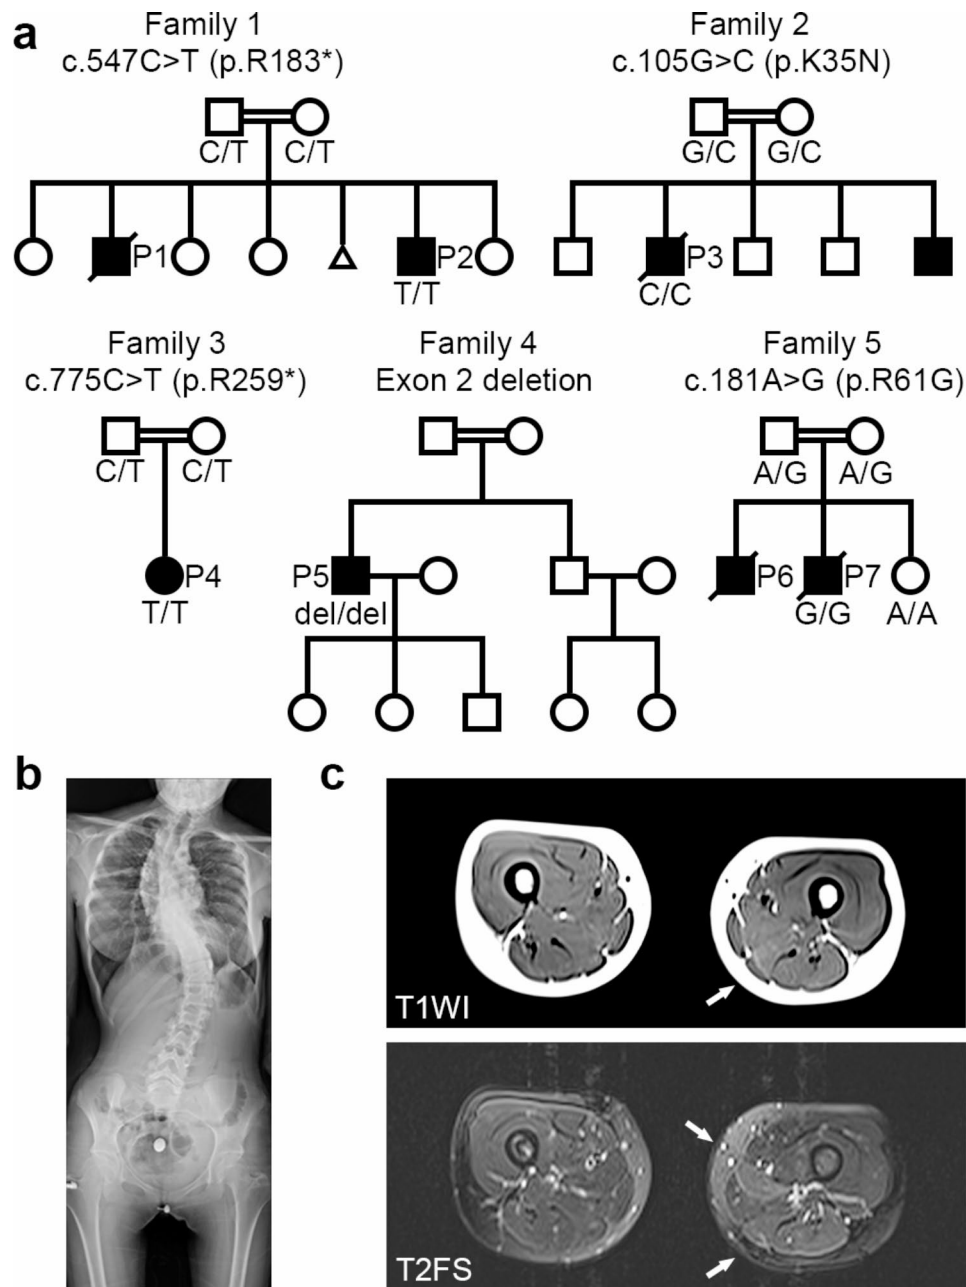 a
Family 1
c.547C>T (p.R183*)
C/T C/T
P1 P2
T/T
Family 2
c.105G>C (p.K35N)
G/C G/C
P3
C/C
Family 3
c.775C>T (p.R259*)
C/T C/T
P4
T/T
Family 4
Exon 2 deletion
P5
del/del
Family 5
c.181A>G (p.R61G)
A/G A/G
P6 P7
G/G A/A
b
c
T1WI
T2FS